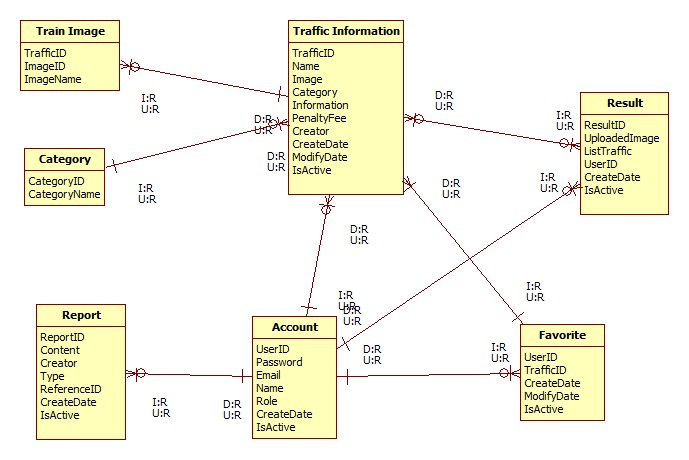 Train Image
TrafficID
ImageID
ImageName
Traffic Information
TrafficID
Name
Image
Category
Information
PenaltyFee
Creator
CreateDate
ModifyDate
IsActive
Result
ResultID
UploadedImage
ListTraffic
UserID
CreateDate
IsActive
Category
CategoryID
CategoryName
I:R
U:R
D:R
U:R
D:R
U:R
I:R
U:R
D:R
U:R
I:R
U:R
D:R
U:R
I:R
U:R
D:R
U:R
I:R
U:R
D:R
U:R
I:R
U:R
Report
ReportID
Content
Creator
Type
ReferenceID
CreateDate
IsActive
Account
UserID
Password
Email
Name
Role
CreateDate
IsActive
Favorite
UserID
TrafficID
CreateDate
ModifyDate
IsActive
D:R
U:R
I:R
U:R
I:R
U:R
D:R
U:R